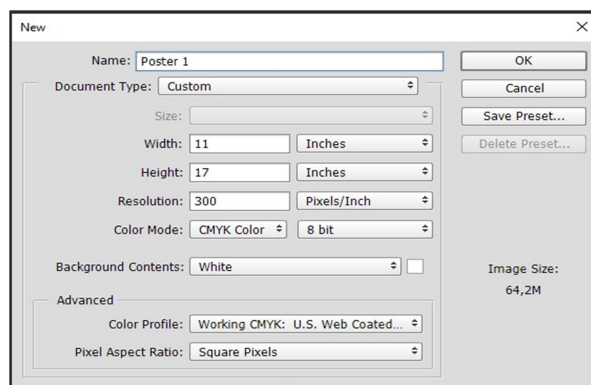 New
Name: Poster 1
OK
Document Type: Custom
Cancel
Size:
Save Preset...
Width: 11 Inches
Delete Preset...
Height: 17 Inches
Resolution: 300 Pixels/Inch
Color Mode: CMYK Color 8 bit
Background Contents: White
Image Size:
64,2M
Advanced
Color Profile: Working CMYK: U.S. Web Coated...
Pixel Aspect Ratio: Square Pixels